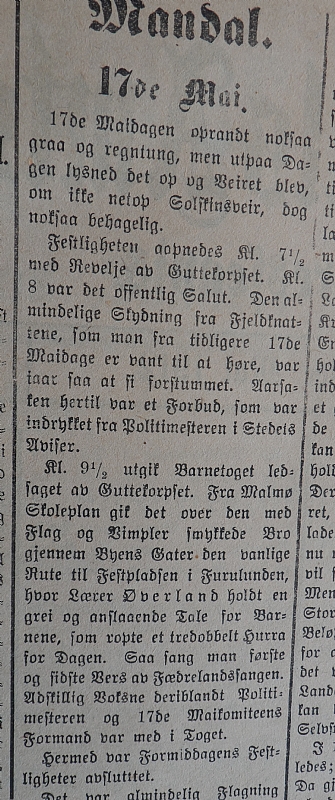 Mandal.
17de Mai.
17de Maidagen oprandt noksaa
graa og regntung, men utpaa Da=
gen lysned det op og Veiret blev,
om ikke netop Solskinsveir, dog
noksaa behagelig.
Festligheten aapnedes Kl. 7½
med Revelje av Guttekorpset. Kl.
8 var det offentlig Salut. Den al=
mindelige Skydning fra Fjeldknat=
tene, som man fra tidligere 17de
Maidage er vant til at høre, var
iaar saa at si forstummet. Aarsa=
ken hertil var et Forbud, som var
indrykket fra Politimesteren i Stedets
Aviser.
Kl. 9½ utgik Barnetoget led=
saget av Guttekorpset. Fra Malmø
Skoleplan gik det over den med
Flag og Vimpler smykkede Bro
gjennem Byens Gater den vanlige
Rute til Festpladsen i Furulunden,
hvor Lærer Øverland holdt en
grei og anslaaende Tale for Bar=
nene, som ropte et tredobbelt Hurra
for Dagen. Saa sang man første
og sidste Vers av Fædrelandsangen.
Adskillig Voksne deriblandt Politi=
mesteren og 17de Maikomiteens
Formand var med i Toget.
Hermed var Formiddagens Fest=
ligheter avsluttet.
Det var almindelig Flagning